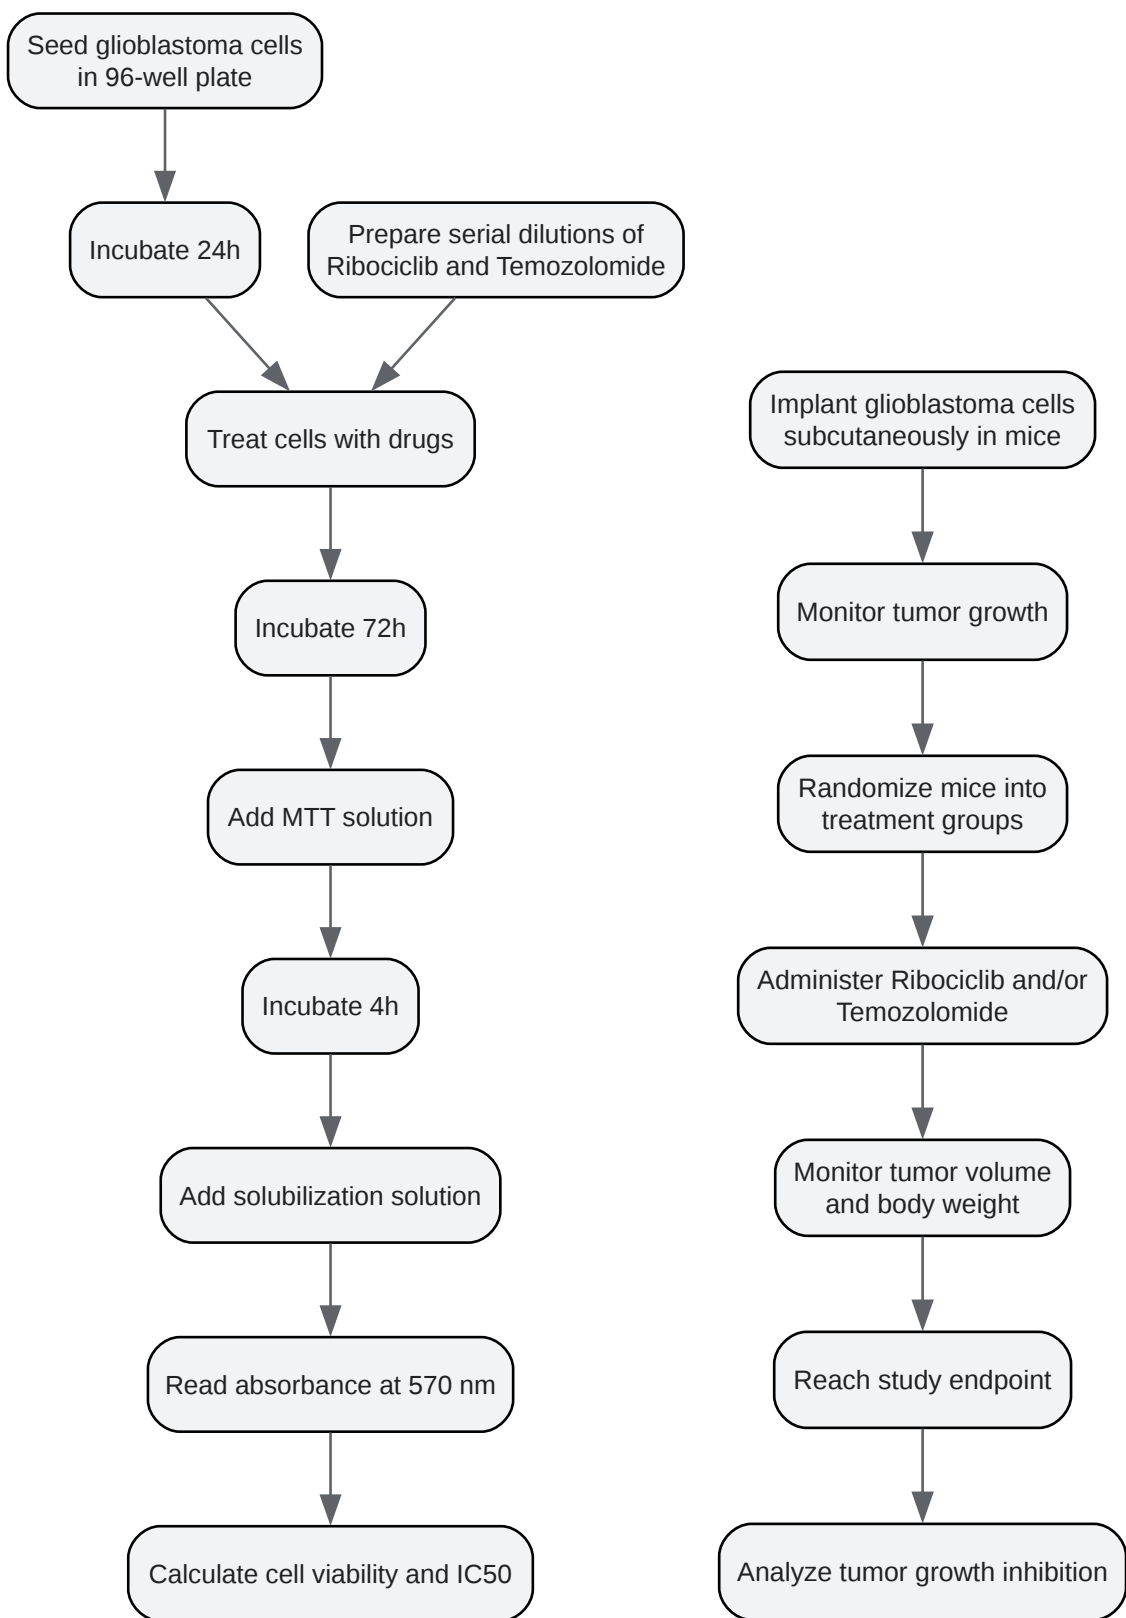 Seed glioblastoma cells
in 96-well plate
Incubate 24h
Prepare serial dilutions of
Ribociclib and Temozolomide
Treat cells with drugs
Incubate 72h
Add MTT solution
Incubate 4h
Add solubilization solution
Read absorbance at 570 nm
Calculate cell viability and IC50
Implant glioblastoma cells
subcutaneously in mice
Monitor tumor growth
Randomize mice into
treatment groups
Administer Ribociclib and/or
Temozolomide
Monitor tumor volume
and body weight
Reach study endpoint
Analyze tumor growth inhibition